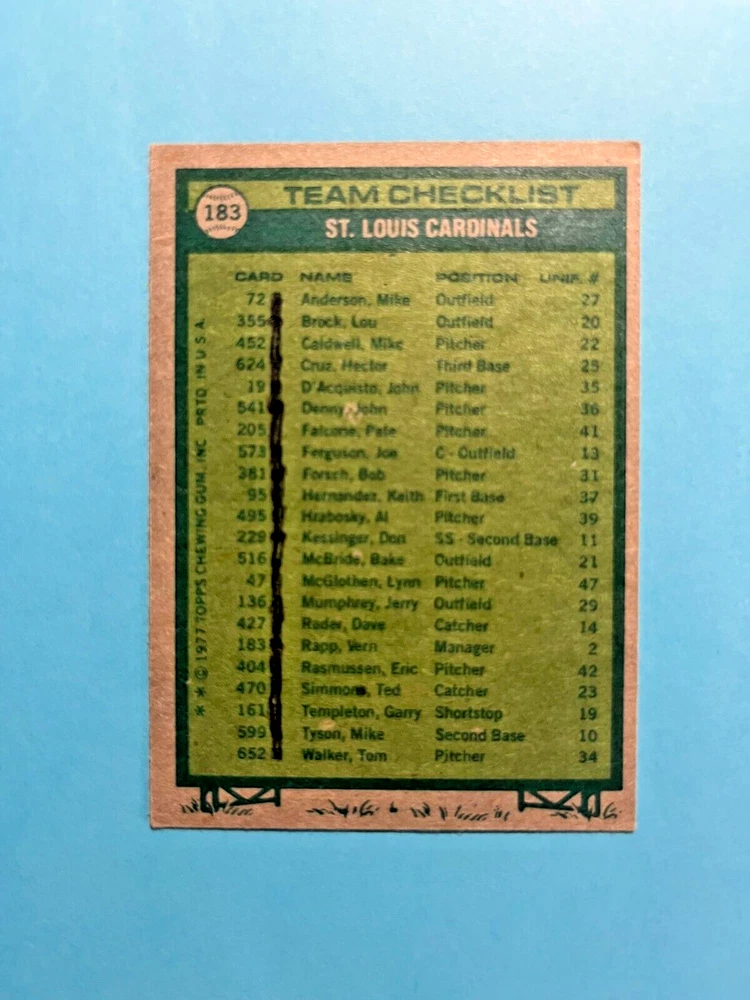 183
TEAM CHECKLIST
ST. LOUIS CARDINALS
CARD NAME POSITION UNIF. #
72 Anderson, Mike Outfield 27
355 Brock, Lou Outfield 20
452 Caldwell, Mike Pitcher 22
624 Cruz, Hector Third Base 25
19 D'Acquisto, John Pitcher 35
541 Denny, John Pitcher 36
205 Falcone, Pete Pitcher 41
573 Ferguson, Joe C - Outfield 13
381 Forsch, Bob Pitcher 31
95 Hernandez, Keith First Base 37
495 Hrabosky, Al Pitcher 39
229 Kessinger, Don SS - Second Base 11
516 McBride, Bake Outfield 21
47 McGlothen, Lynn Pitcher 47
136 Mumphrey, Jerry Outfield 29
427 Rader, Dave Catcher 14
183 Rapp, Vern Manager 2
404 Rasmussen, Eric Pitcher 42
470 Simmons, Ted Catcher 23
161 Templeton, Garry Shortstop 19
599 Tyson, Mike Second Base 10
652 Walker, Tom Pitcher 34
* * © 1977 TOPPS CHEWING GUM, INC. PRTD. IN U.S.A.